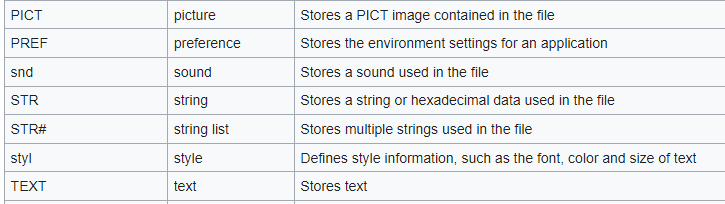 PICT picture Stores a PICT image contained in the file
PREF preference Stores the environment settings for an application
snd sound Stores a sound used in the file
STR string Stores a string or hexadecimal data used in the file
STR# string list Stores multiple strings used in the file
styl style Defines style information, such as the font, color and size of text
TEXT text Stores text